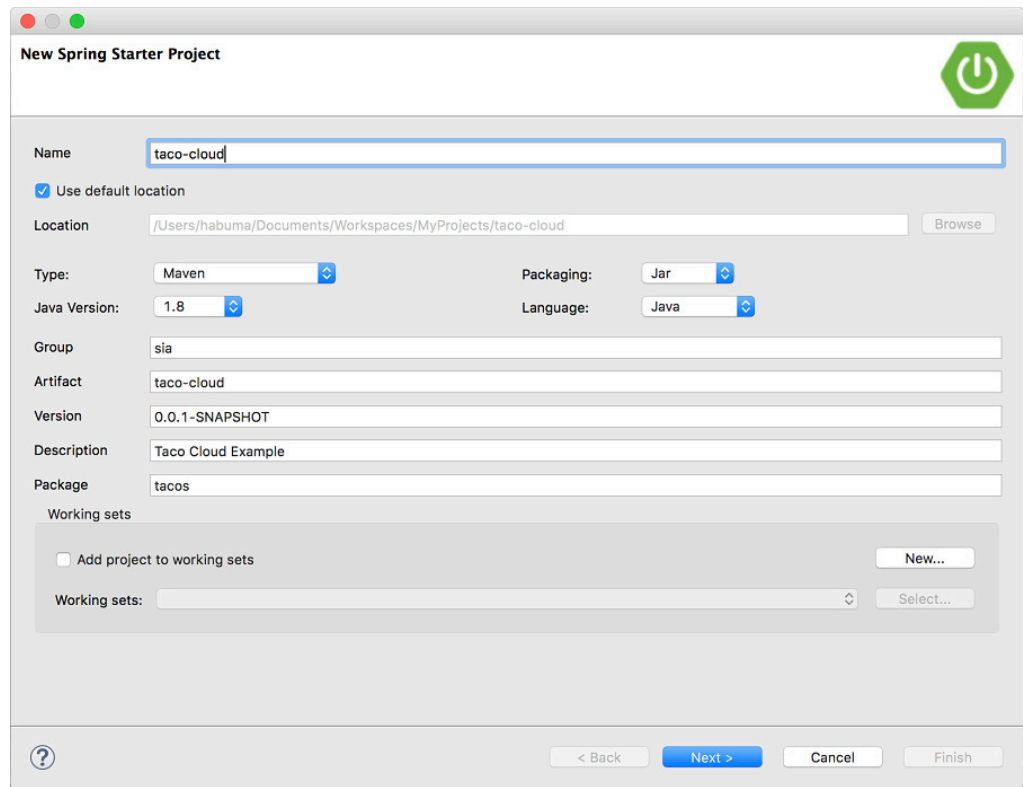 New Spring Starter Project
Name taco-cloud
Use default location
Location /Users/habuma/Documents/Workspaces/MyProjects/taco-cloud Browse
Type: Maven Packaging: Jar
Java Version: 1.8 Language: Java
Group sia
Artifact taco-cloud
Version 0.0.1-SNAPSHOT
Description Taco Cloud Example
Package tacos
Working sets
Add project to working sets New...
Working sets: Select...
? < Back Next > Cancel Finish